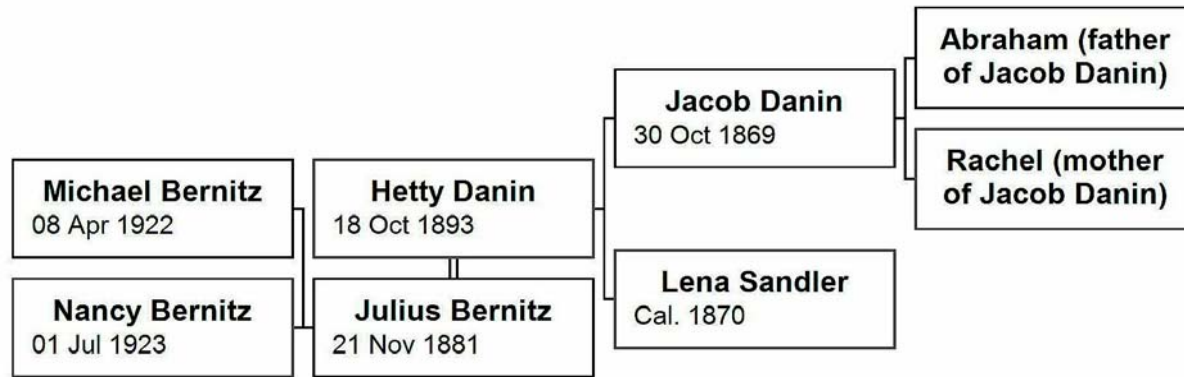 Michael Bernitz
08 Apr 1922
Nancy Bernitz
01 Jul 1923
Hetty Danin
18 Oct 1893
Julius Bernitz
21 Nov 1881
Jacob Danin
30 Oct 1869
Lena Sandler
Cal. 1870
Abraham (father
of Jacob Danin)
Rachel (mother
of Jacob Danin)